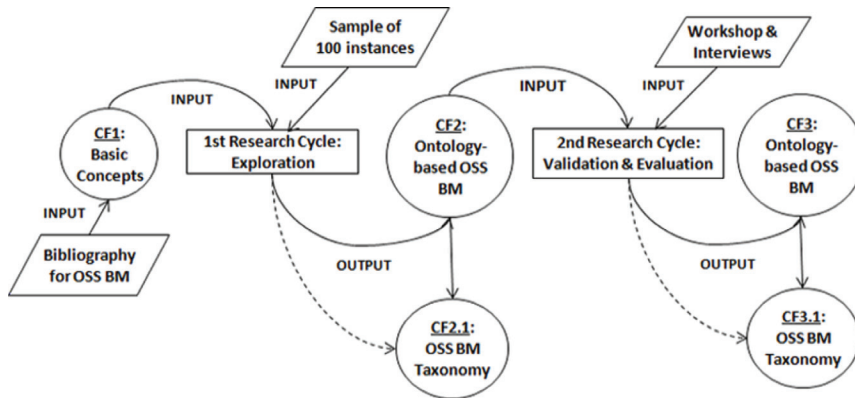 Sample of
100 instances
Workshop &
Interviews
INPUT
INPUT
INPUT
INPUT
CF1:
Basic
Concepts
1st Research Cycle:
Exploration
CF2:
Ontology-
based OSS
BM
2nd Research Cycle:
Validation & Evaluation
CF3:
Ontology-
based OSS
BM
INPUT
Bibliography
for OSS BM
OUTPUT
OUTPUT
CF2.1:
OSS BM
Taxonomy
CF3.1:
OSS BM
Taxonomy